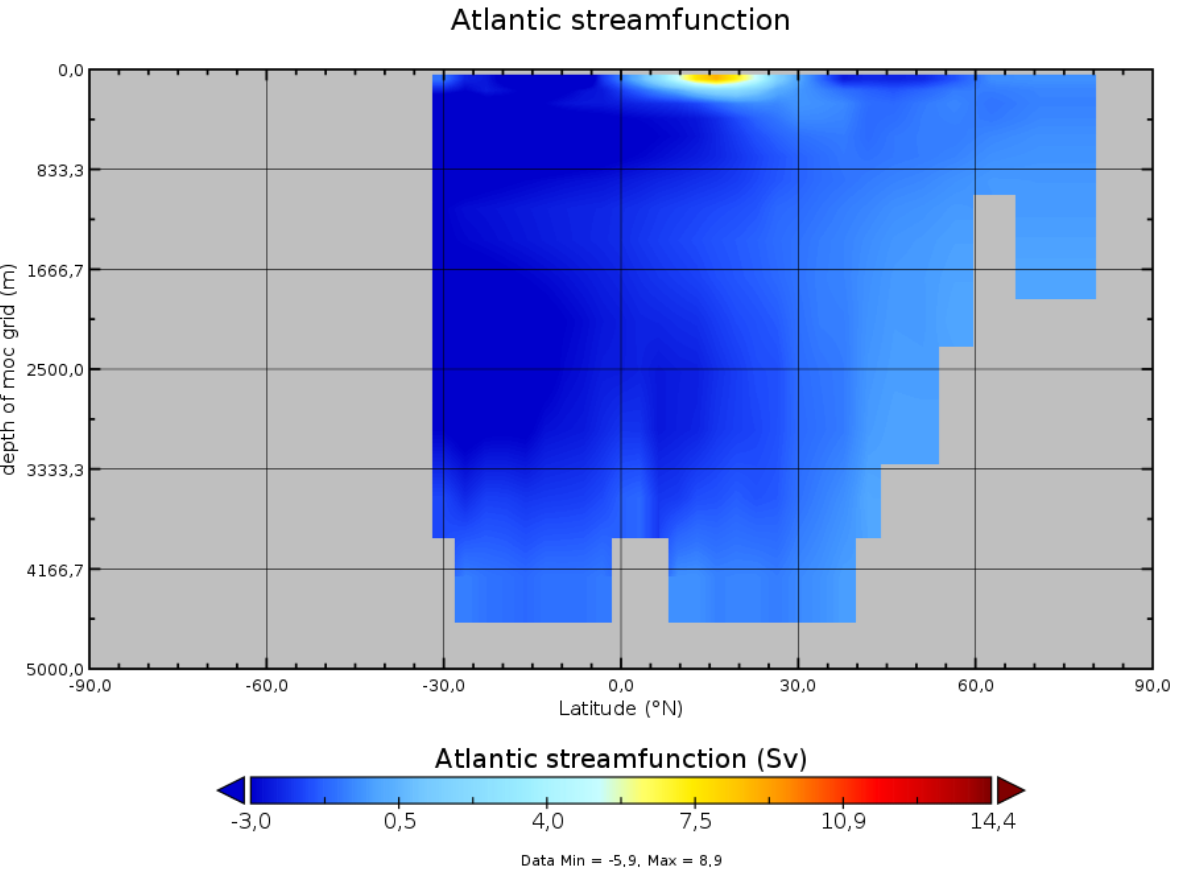 Atlantic streamfunction
0,0
833,3
1666,7
2500,0
3333,3
4166,7
5000,0
depth of moc grid (m)
-90,0 -60,0 -30,0 0,0 30,0 60,0 90,0
Latitude (°N)
Atlantic streamfunction (Sv)
-3,0 0,5 4,0 7,5 10,9 14,4
Data Min = -5,9, Max = 8,9